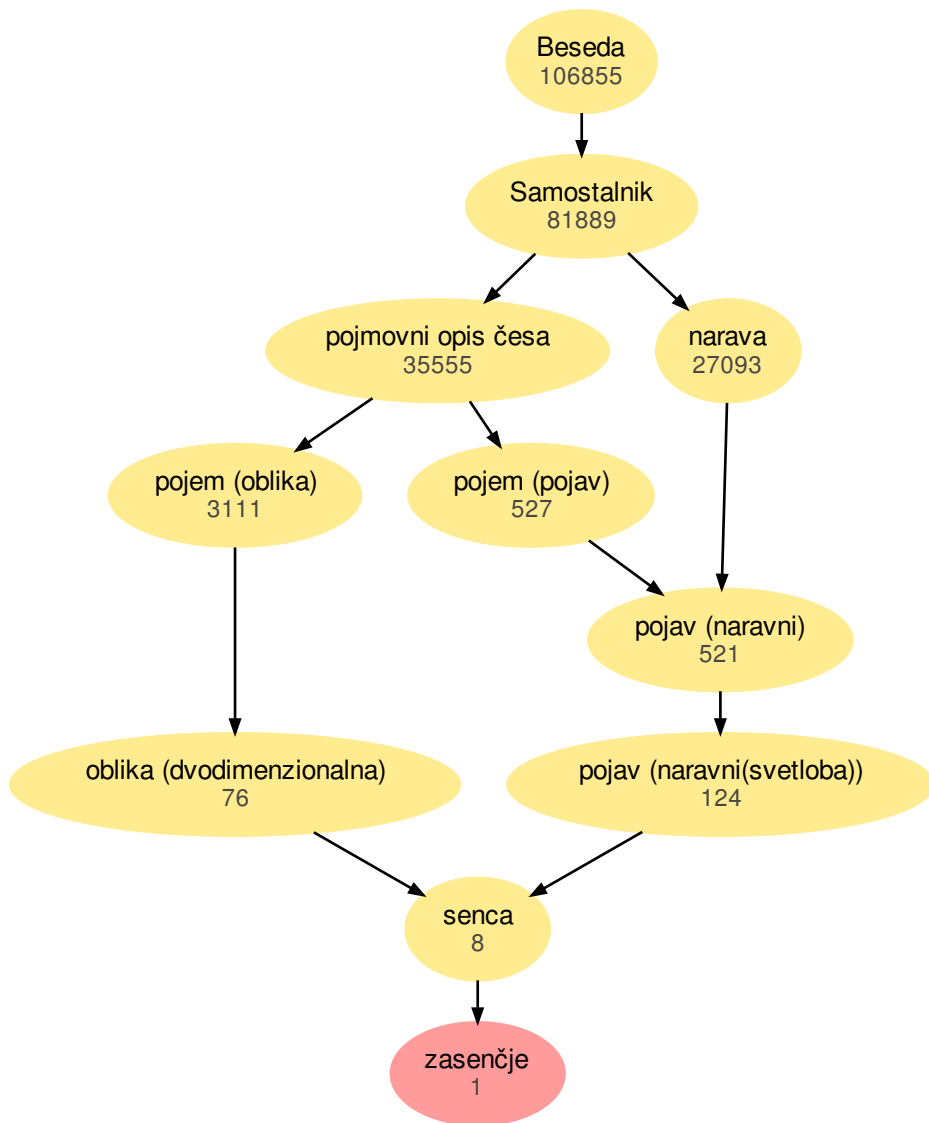 Beseda
106855
Samostalnik
81889
pojmovni opis česa
35555
narava
27093
pojem (oblika)
3111
pojem (pojav)
527
pojav (naravni)
521
oblika (dvodimenzionalna)
76
pojav (naravni(svetloba))
124
senca
8
zasenčje
1